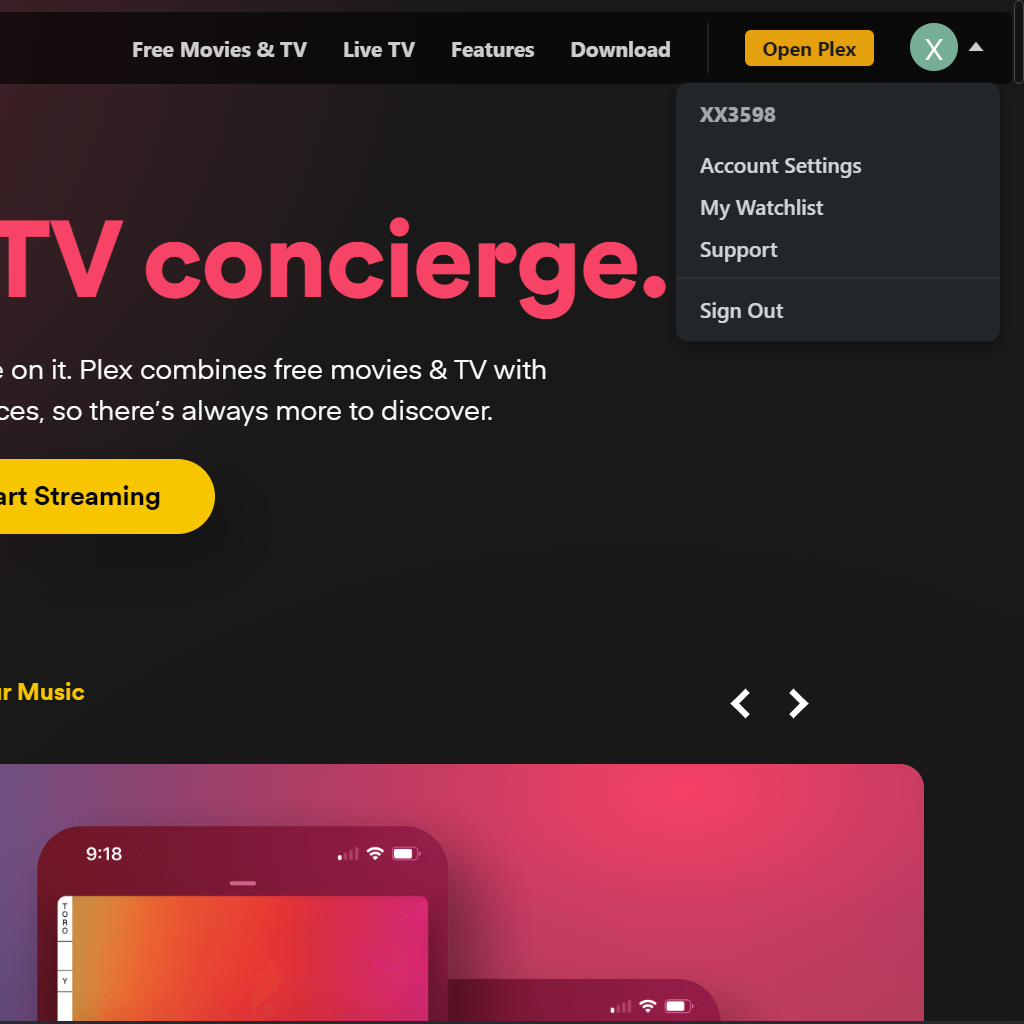 Free Movies & TV Live TV Features Download Open Plex X
XX3598
Account Settings
My Watchlist
Support
Sign Out
TV concierge.
on it. Plex combines free movies & TV with
so there's always more to discover.
Streaming
Music
9:18
TORO
Y